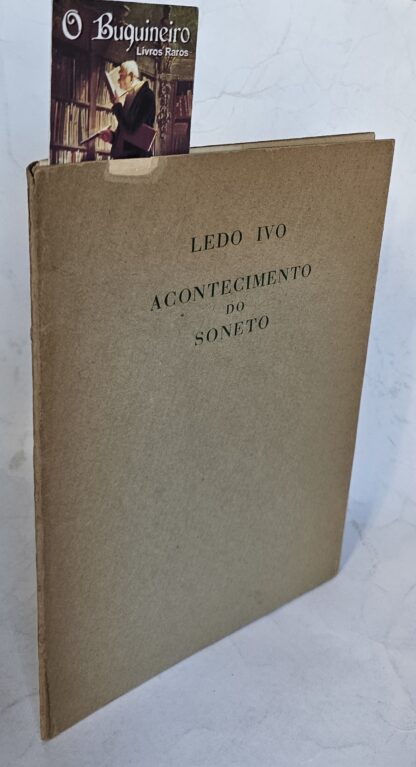 O Buquineiro
Livros Raros
LEDO IVO
ACONTECIMENTO
DO
SONETO